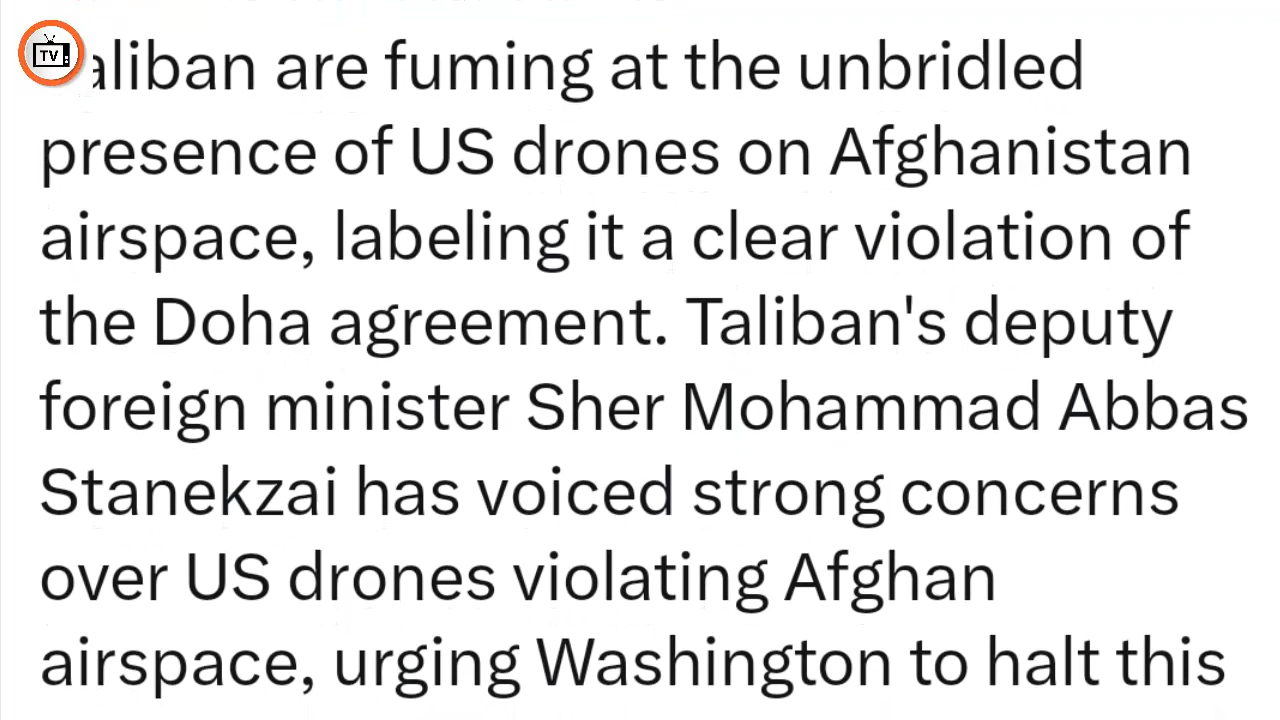 TV
aliban are fuming at the unbridled
presence of US drones on Afghanistan
airspace, labeling it a clear violation of
the Doha agreement. Taliban's deputy
foreign minister Sher Mohammad Abbas
Stanekzai has voiced strong concerns
over US drones violating Afghan
airspace, urging Washington to halt this